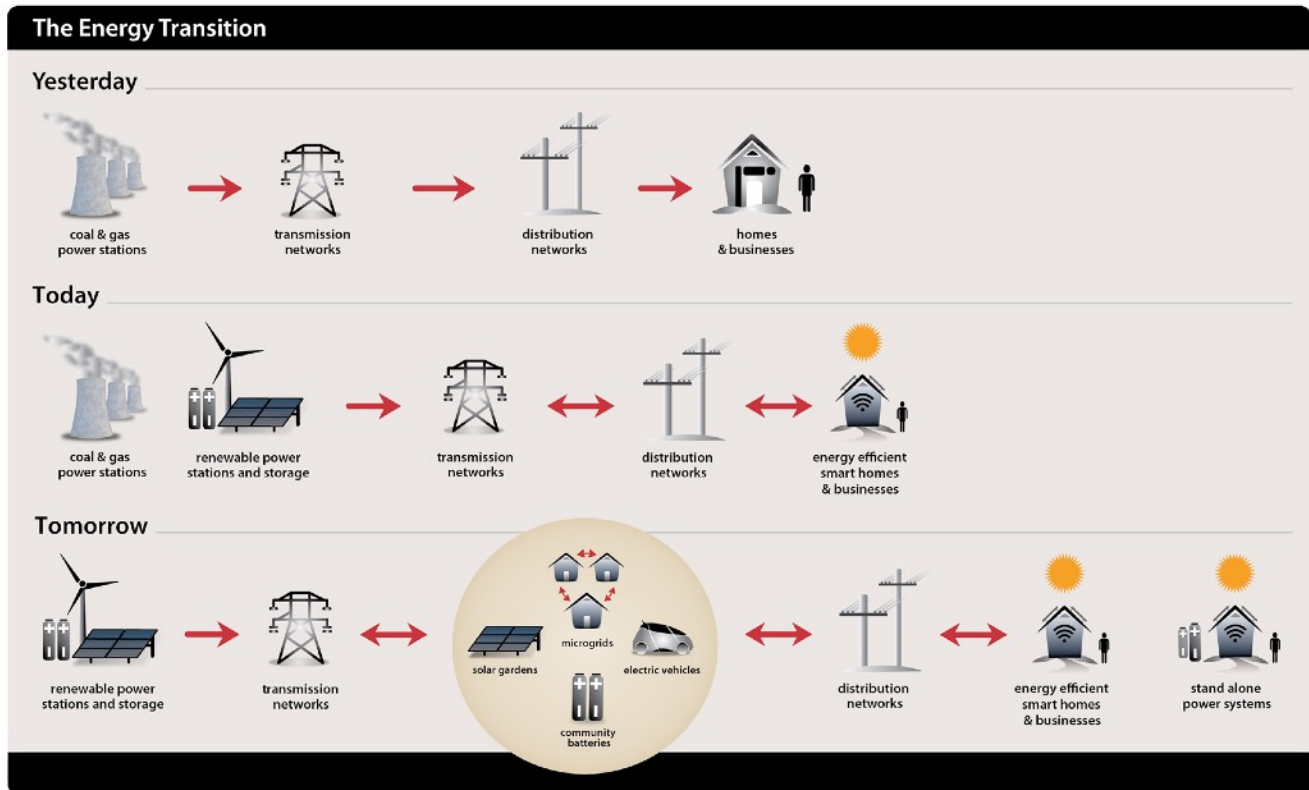 The Energy Transition
Yesterday
coal & gas
power stations
transmission
networks
distribution
networks
homes
& businesses
Today
coal & gas
power stations
renewable power
stations and storage
transmission
networks
distribution
networks
energy efficient
smart homes
& businesses
Tomorrow
renewable power
stations and storage
transmission
networks
microgrids
solar gardens
electric vehicles
community
batteries
distribution
networks
energy efficient
smart homes
& businesses
stand alone
power systems